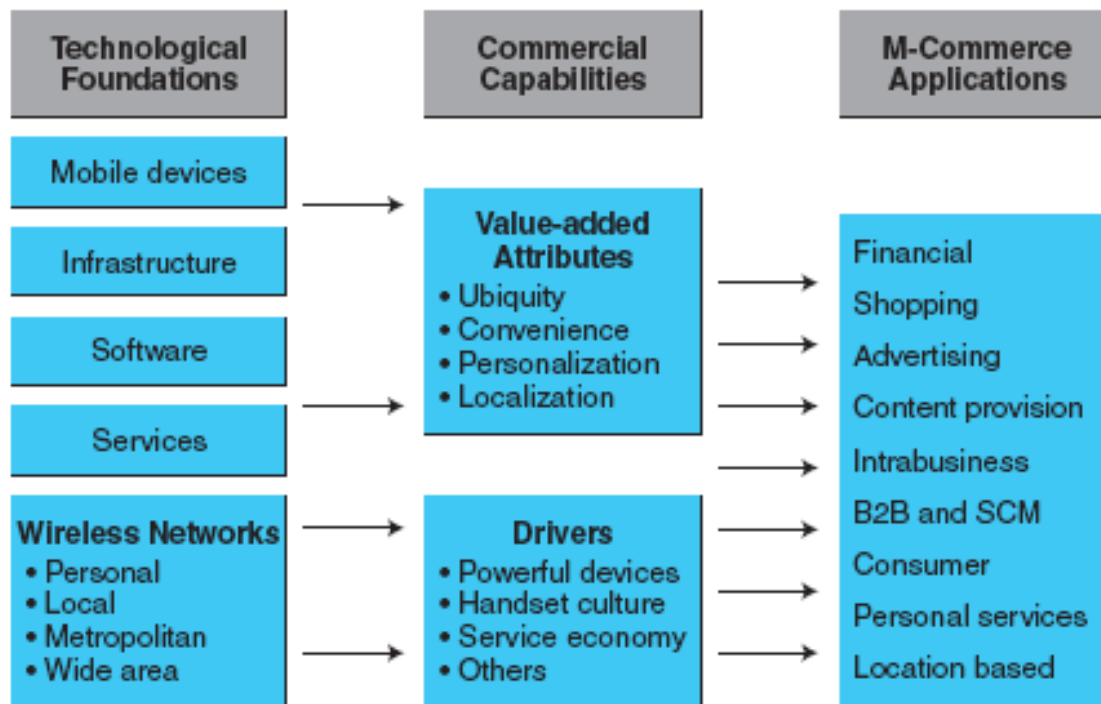 Technological
Foundations
Mobile devices
Infrastructure
Software
Services
Wireless Networks
• Personal
• Local
• Metropolitan
• Wide area
Commercial
Capabilities
Value-added
Attributes
• Ubiquity
• Convenience
• Personalization
• Localization
Drivers
• Powerful devices
• Handset culture
• Service economy
• Others
M-Commerce
Applications
Financial
Shopping
Advertising
Content provision
Intrabusiness
B2B and SCM
Consumer
Personal services
Location based